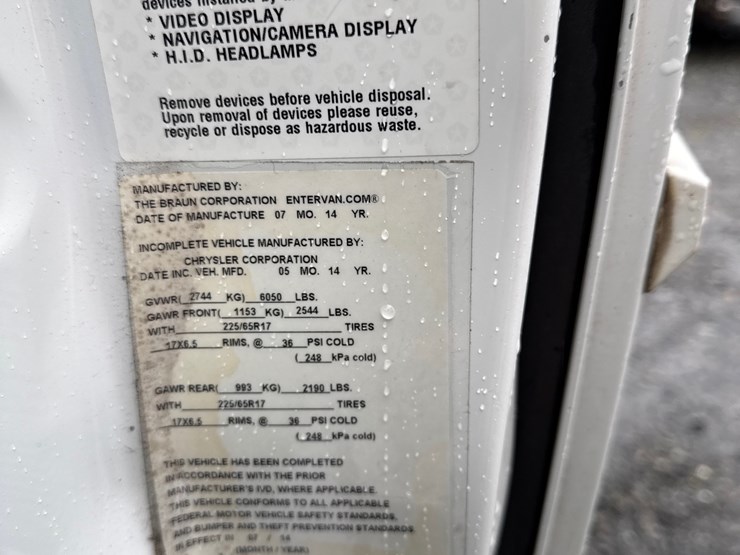 devices installed by
* VIDEO DISPLAY
* NAVIGATION/CAMERA DISPLAY
* H.I.D. HEADLAMPS
Remove devices before vehicle disposal.
Upon removal of devices please reuse,
recycle or dispose as hazardous waste.
MANUFACTURED BY:
THE BRAUN CORPORATION ENTERVAN.COM®
DATE OF MANUFACTURE 07 MO. 14 YR.
INCOMPLETE VEHICLE MANUFACTURED BY:
CHRYSLER CORPORATION
DATE INC. VEH. MFD. 05 MO. 14 YR.
GVWR( 2744 KG) 6050 LBS.
GAWR FRONT( 1153 KG) 2544 LBS.
WITH 225/65R17 TIRES
17X6.5 RIMS, @ 36 PSI COLD
( 248 kPa cold)
GAWR REAR( 993 KG) 2190 LBS.
WITH 225/65R17 TIRES
17X6.5 RIMS, @ 36 PSI COLD
( 248 kPa cold)
THIS VEHICLE HAS BEEN COMPLETED
IN ACCORDANCE WITH THE PRIOR
MANUFACTURER'S IVD, WHERE APPLICABLE.
THIS VEHICLE CONFORMS TO ALL APPLICABLE
FEDERAL MOTOR VEHICLE SAFETY STANDARDS,
AND BUMPER AND THEFT PREVENTION STANDARDS
IN EFFECT IN 07 / 14
(MONTH / YEAR)